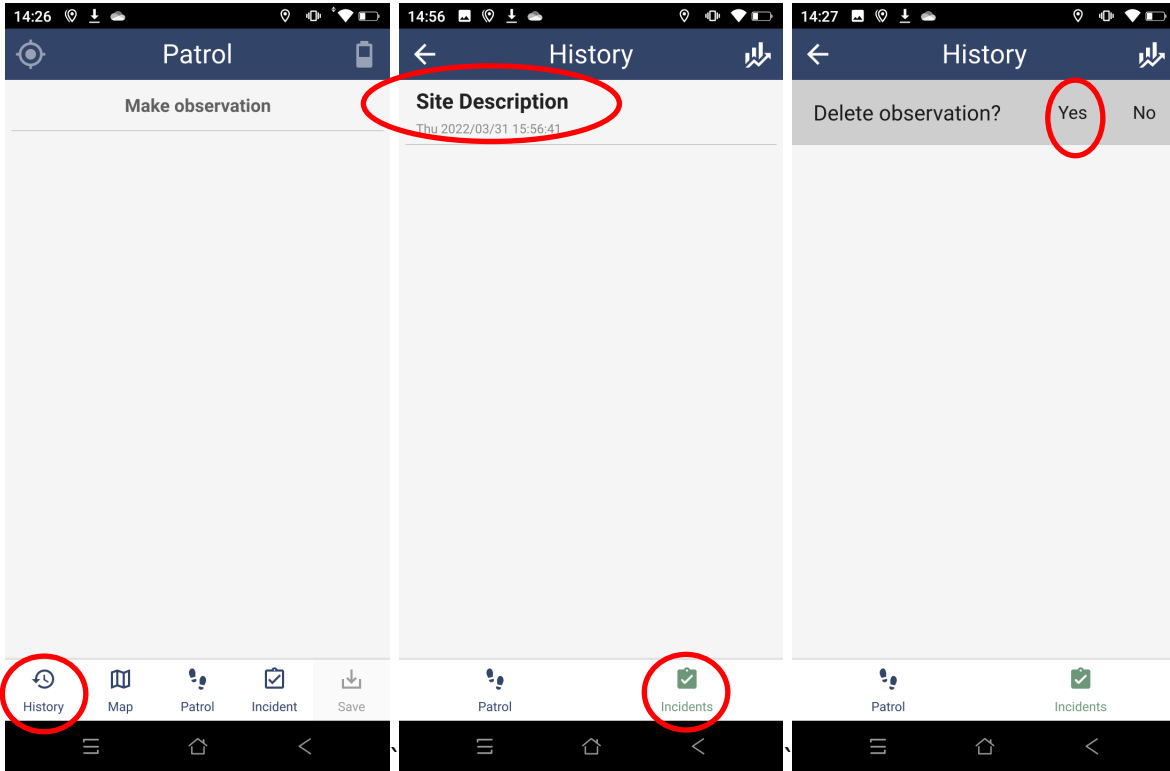 14:26
Patrol
Make observation
History
Map
Patrol
Incident
Save
14:56
History
Site Description
Thu 2022/03/31 15:56:41
Patrol
Incidents
14:27
History
Delete observation?
Yes
No
Patrol
Incidents